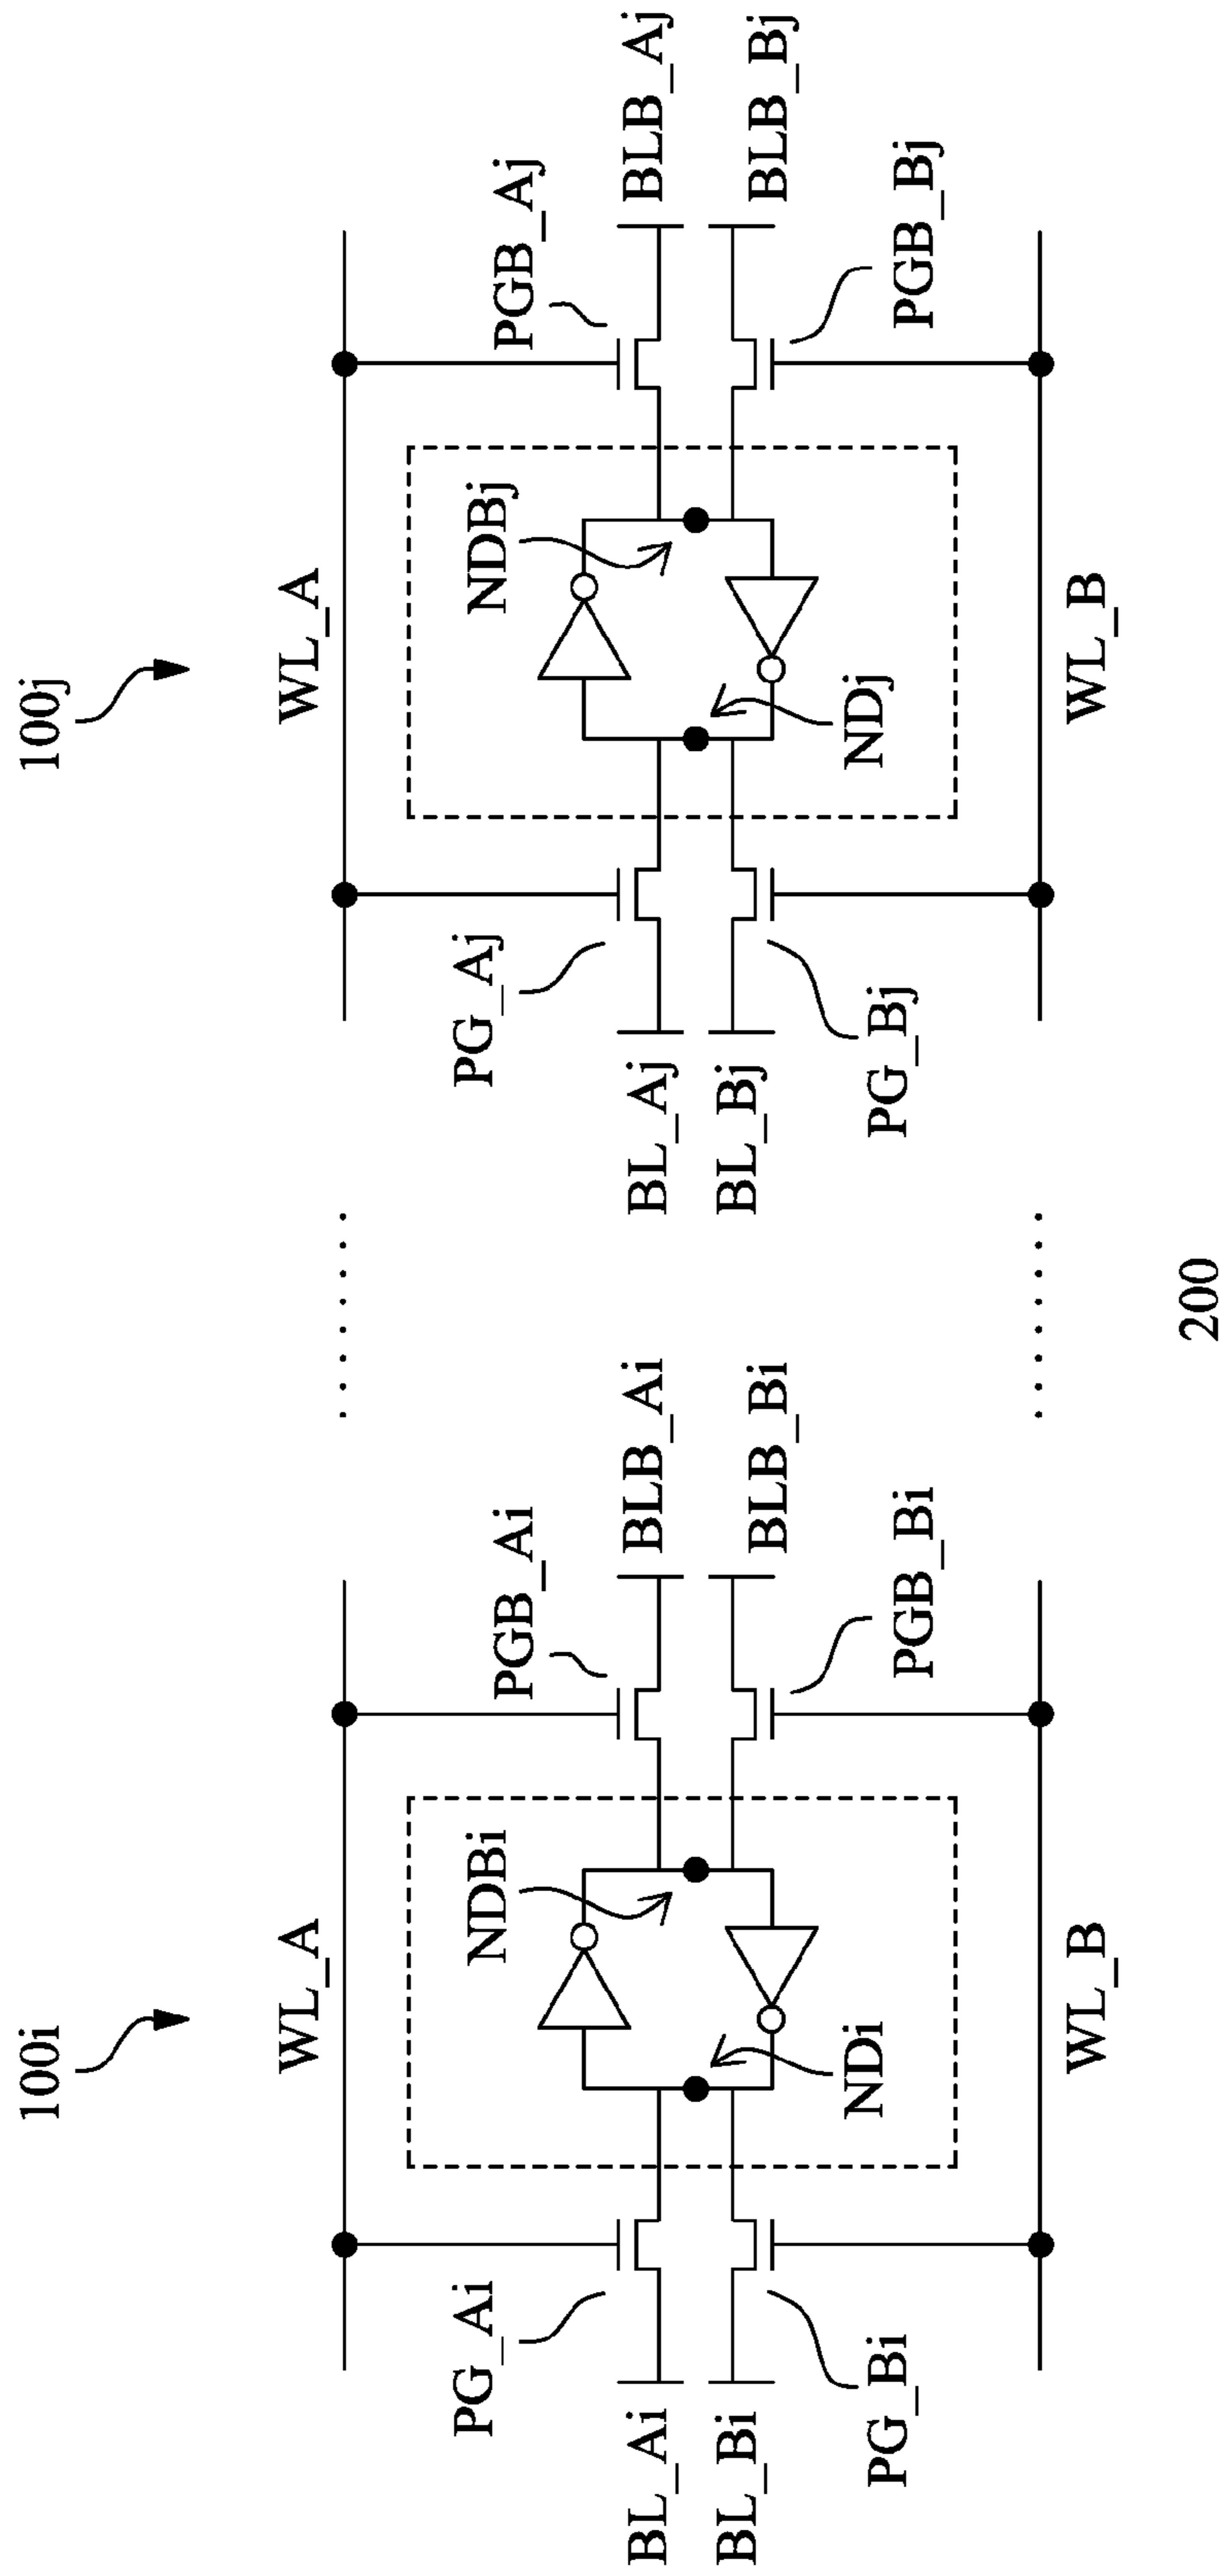 100i
100j
WL_A
WL_A
PG_Ai
NDBi
PGB_Ai
PG_Aj
NDBj
PGB_Aj
BL_Ai
BLB_Ai
BL_Aj
BLB_Aj
BL_Bi
BLB_Bi
BL_Bj
BLB_Bj
PG_Bi
NDi
PGB_Bi
PG_Bj
NDj
PGB_Bj
WL_B
WL_B
200